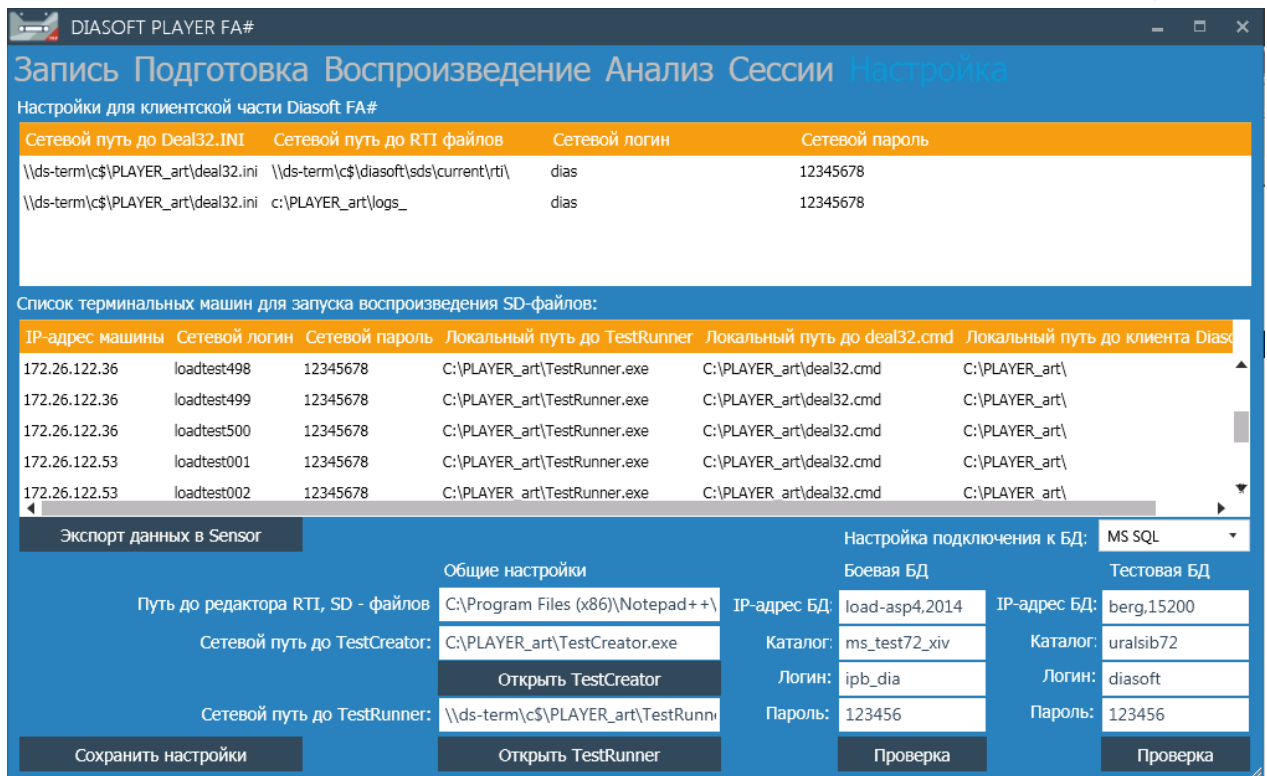 DIASOFT PLAYER FA#
Запись Подготовка Воспроизведение Анализ Сессии Настройка
Настройки для клиентской части Diasoft FA#
Сетевой путь до Deal32.INI Сетевой путь до RTI файлов Сетевой логин Сетевой пароль
\\ds-term\c$\PLAYER_art\deal32.ini \\ds-term\c$\diasoft\sds\current\rti\ dias 12345678
\\ds-term\c$\PLAYER_art\deal32.ini c:\PLAYER_art\logs_ dias 12345678
Список терминальных машин для запуска воспроизведения SD-файлов:
IP-адрес машины Сетевой логин Сетевой пароль Локальный путь до TestRunner Локальный путь до deal32.cmd Локальный путь до клиента Diaso
172.26.122.36 loadtest498 12345678 C:\PLAYER_art\TestRunner.exe C:\PLAYER_art\deal32.cmd C:\PLAYER_art\
172.26.122.36 loadtest499 12345678 C:\PLAYER_art\TestRunner.exe C:\PLAYER_art\deal32.cmd C:\PLAYER_art\
172.26.122.36 loadtest500 12345678 C:\PLAYER_art\TestRunner.exe C:\PLAYER_art\deal32.cmd C:\PLAYER_art\
172.26.122.53 loadtest001 12345678 C:\PLAYER_art\TestRunner.exe C:\PLAYER_art\deal32.cmd C:\PLAYER_art\
172.26.122.53 loadtest002 12345678 C:\PLAYER_art\TestRunner.exe C:\PLAYER_art\deal32.cmd C:\PLAYER_art\
Экспорт данных в Sensor Настройка подключения к БД: MS SQL
Общие настройки Боевая БД Тестовая БД
Путь до редактора RTI, SD - файлов C:\Program Files (x86)\Notepad++\ IP-адрес БД: load-asp4,2014 IP-адрес БД: berg,15200
Сетевой путь до TestCreator: C:\PLAYER_art\TestCreator.exe Каталог: ms_test72_xiv Каталог: uralsib72
Открыть TestCreator Логин: ipb_dia Логин: diasoft
Сетевой путь до TestRunner: \\ds-term\c$\PLAYER_art\TestRunn Пароль: 123456 Пароль: 123456
Сохранить настройки Открыть TestRunner Проверка Проверка